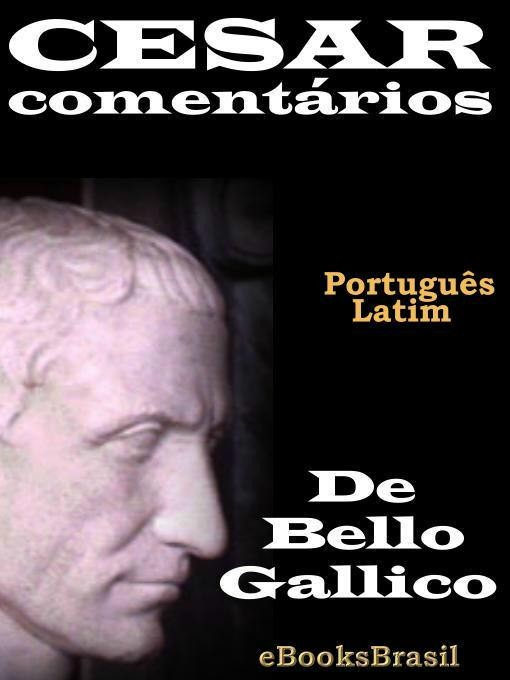 CESAR
comentários
Português
Latim
De
Bello
Gallico
eBooksBrasil